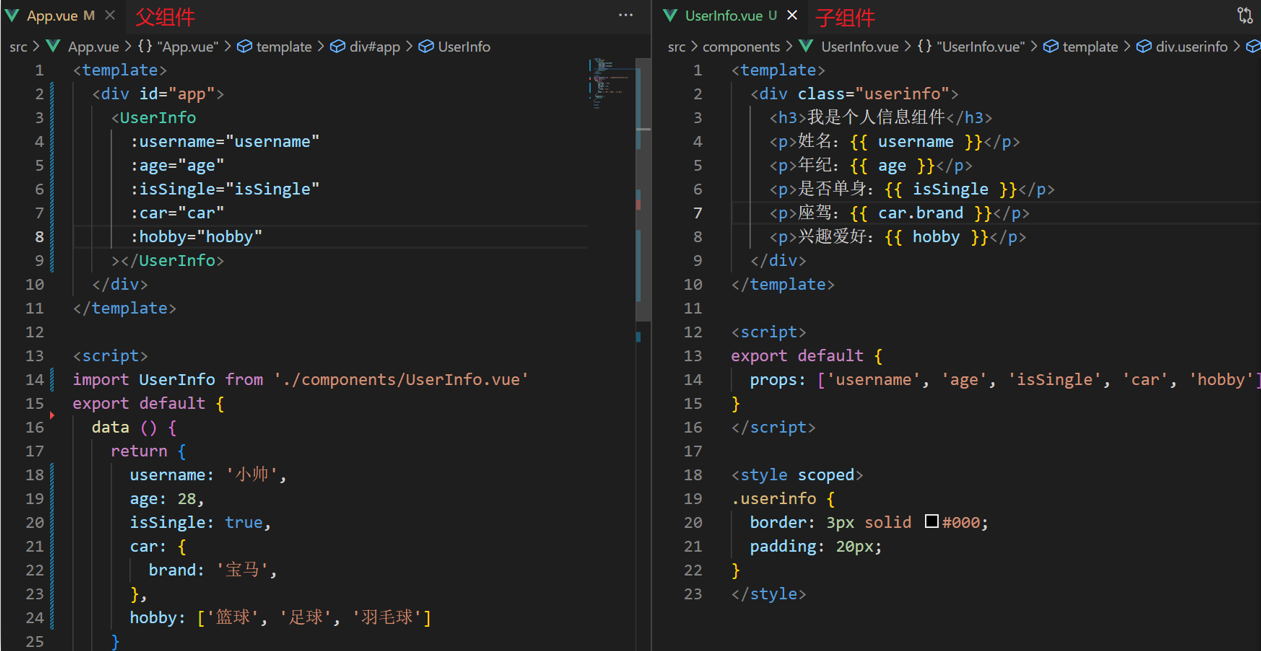 App.vue M
父组件
src > App.vue > {} "App.vue" > template > div#app > UserInfo
1 <template>
2 <div id="app">
3 <UserInfo
4 :username="username"
5 :age="age"
6 :isSingle="isSingle"
7 :car="car"
8 :hobby="hobby"
9 ></UserInfo>
10 </div>
11 </template>
12
13 <script>
14 import UserInfo from './components/UserInfo.vue'
15 export default {
16 data () {
17 return {
18 username: '小帅',
19 age: 28,
20 isSingle: true,
21 car: {
22 brand: '宝马',
23 },
24 hobby: ['篮球', '足球', '羽毛球']
25 }
UserInfo.vue U
子组件
src > components > UserInfo.vue > {} "UserInfo.vue" > template > div.userinfo >
1 <template>
2 <div class="userinfo">
3 <h3>我是个人信息组件</h3>
4 <p>姓名：{{ username }}</p>
5 <p>年纪：{{ age }}</p>
6 <p>是否单身：{{ isSingle }}</p>
7 <p>座驾：{{ car.brand }}</p>
8 <p>兴趣爱好：{{ hobby }}</p>
9 </div>
10 </template>
11
12 <script>
13 export default {
14 props: ['username', 'age', 'isSingle', 'car', 'hobby']
15 }
16 </script>
17
18 <style scoped>
19 .userinfo {
20 border: 3px solid #000;
21 padding: 20px;
22 }
23 </style>